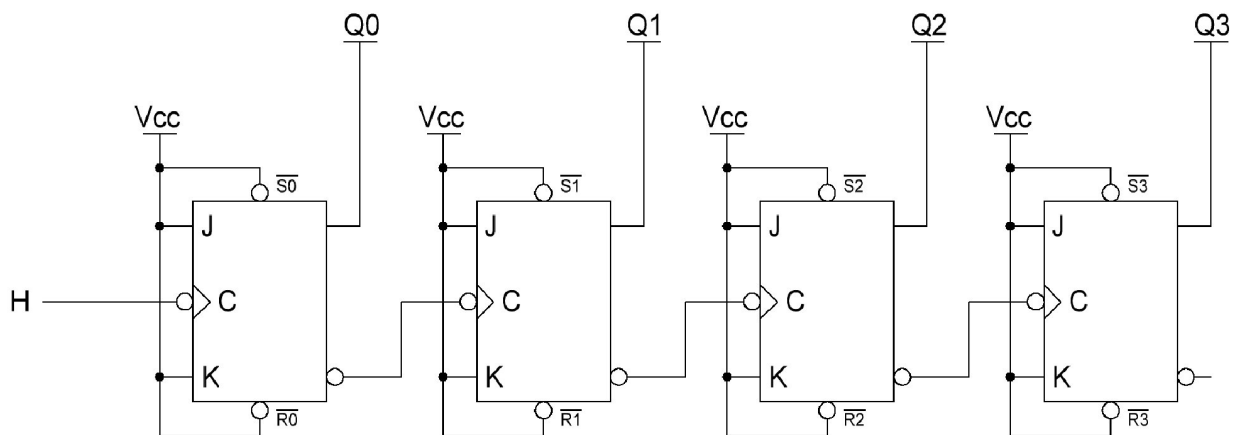 Q0 Q1 Q2 Q3
Vcc Vcc Vcc Vcc
S0 S1 S2 S3
J J J J
H C C C C
K K K K
R0 R1 R2 R3